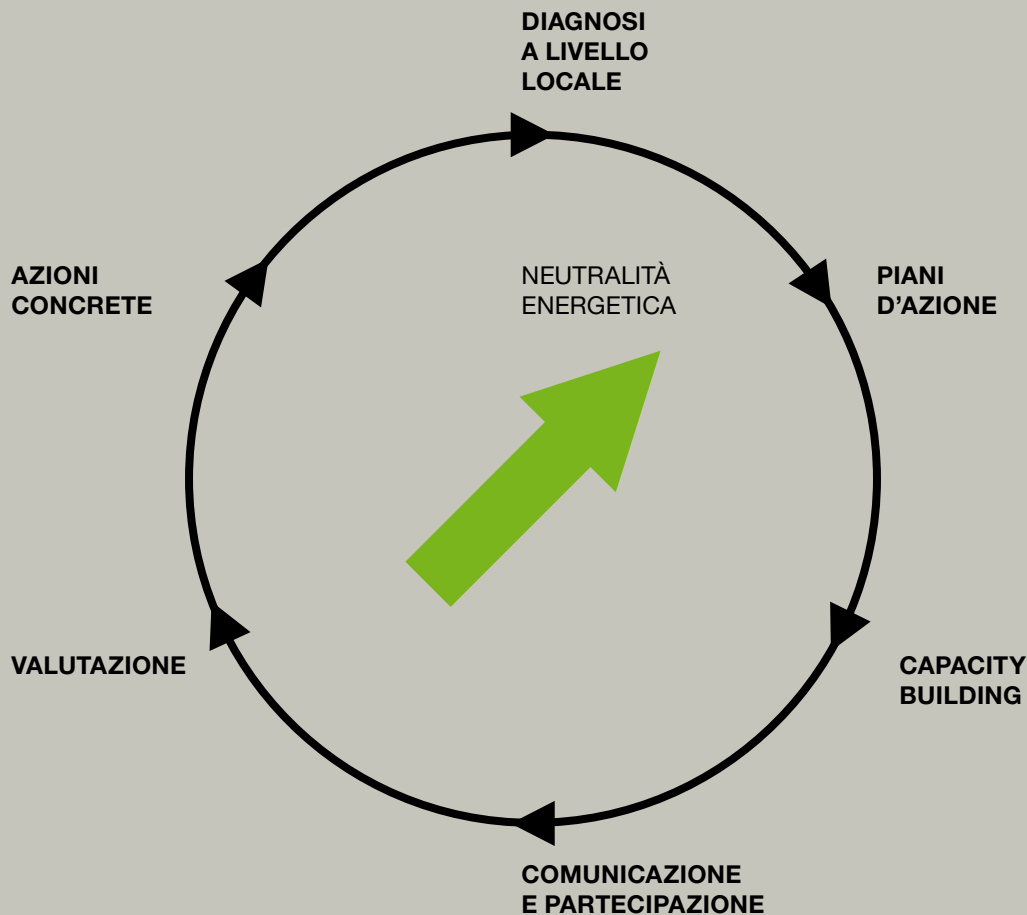 DIAGNOSI
A LIVELLO
LOCALE
AZIONI
CONCRETE
NEUTRALITÀ
ENERGETICA
PIANI
D'AZIONE
VALUTAZIONE
CAPACITY
BUILDING
COMUNICAZIONE
E PARTECIPAZIONE